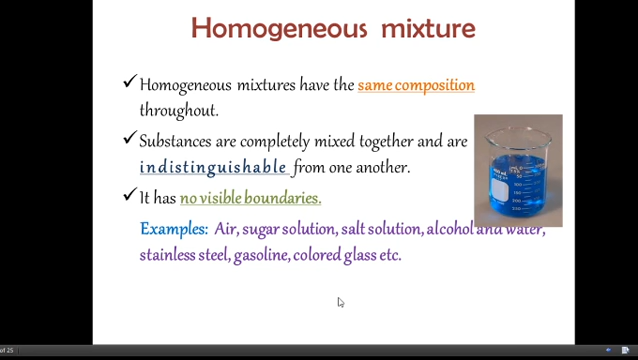 Homogeneous mixture
✓ Homogeneous mixtures have the same composition
throughout.
✓ Substances are completely mixed together and are
indistinguishable from one another.
✓ It has no visible boundaries.
Examples: Air, sugar solution, salt solution, alcohol and water,
stainless steel, gasoline, colored glass etc.
of 25